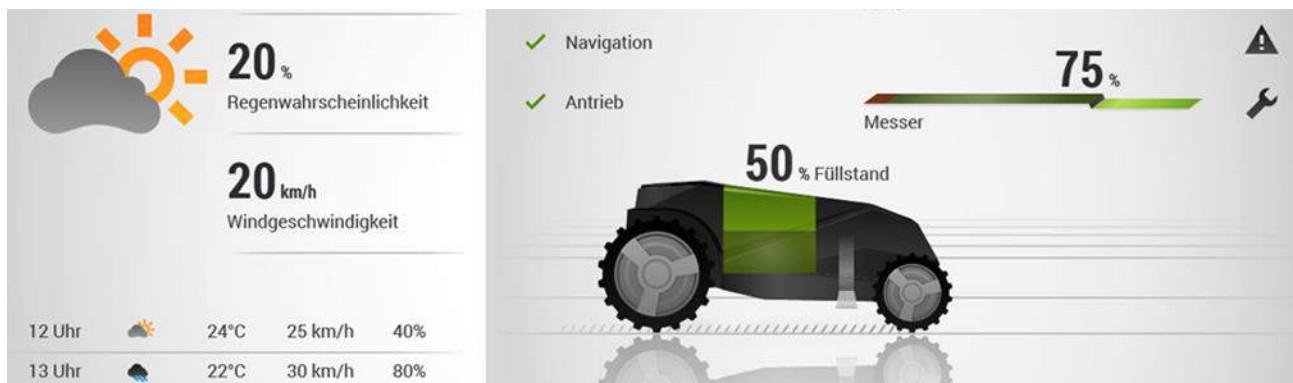 20 %
Regenwahrscheinlichkeit
20 km/h
Windgeschwindigkeit
12 Uhr 24°C 25 km/h 40%
13 Uhr 22°C 30 km/h 80%
Navigation
Antrieb
75 %
Messer
50 % Füllstand